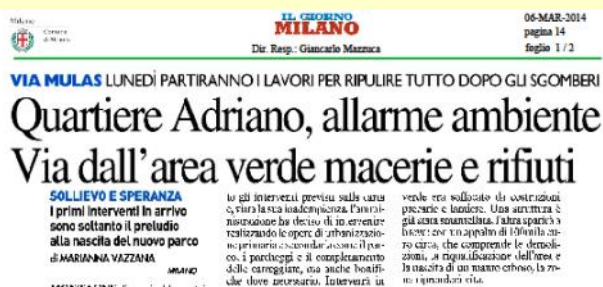 Milano
Comune
di Milano
IL GIORNO
MILANO
Dir. Resp.: Giancarlo Mazzuca
06-MAR-2014
pagina 14
foglio 1 / 2
VIA MULAS LUNEDÌ PARTIRANNO I LAVORI PER RIPULIRE TUTTO DOPO GLI SGOMBERI
Quartiere Adriano, allarme ambiente
Via dall'area verde macerie e rifiuti
SOLLIEVO E SPERANZA
I primi interventi in arrivo
sono soltanto il preludio
alla nascita del nuovo parco
di MARIANNA VAZZANA
MILANO
to gli interventi previsti sulla carta
e, vista la sua inadempienza, l'ammi-
nistrazione ha deciso di intervenire
realizzando le opere di urbanizzazio-
ne primaria e secondaria come il par-
co, i parcheggi e il completamento
delle carreggiate, ma anche bonifi-
che dove necessario. Interverrà in
verde era soffocato da costruzioni
precarie e lamiere. Una struttura è
già stata smantellata, l'altra sparirà a
breve: con un appalto di 100mila eu-
ro circa, che comprende le demoli-
zioni, la riqualificazione dell'area e
la nascita di un manto erboso, la zo-
na riprenderà vita.